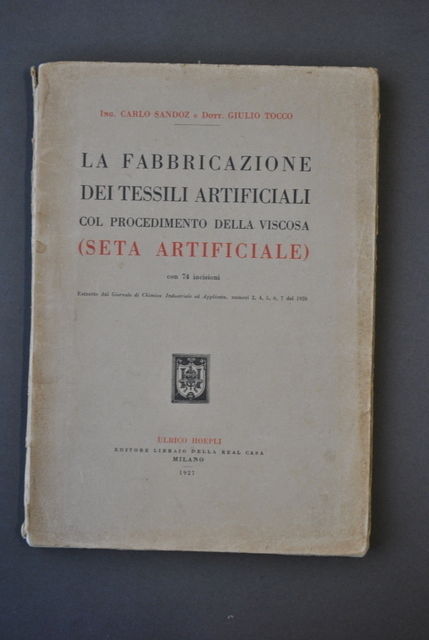 Ing. CARLO SANDOZ e Dott. GIULIO TOCCO
LA FABBRICAZIONE
DEI TESSILI ARTIFICIALI
COL PROCEDIMENTO DELLA VISCOSA
(SETA ARTIFICIALE)
con 74 incisioni
Estratto dal Giornale di Chimica Industriale ed Applicata, numeri 2, 4, 5, 6, 7 del 1926
ULRICO HOEPLI
EDITORE LIBRAIO DELLA REAL CASA
MILANO
1927